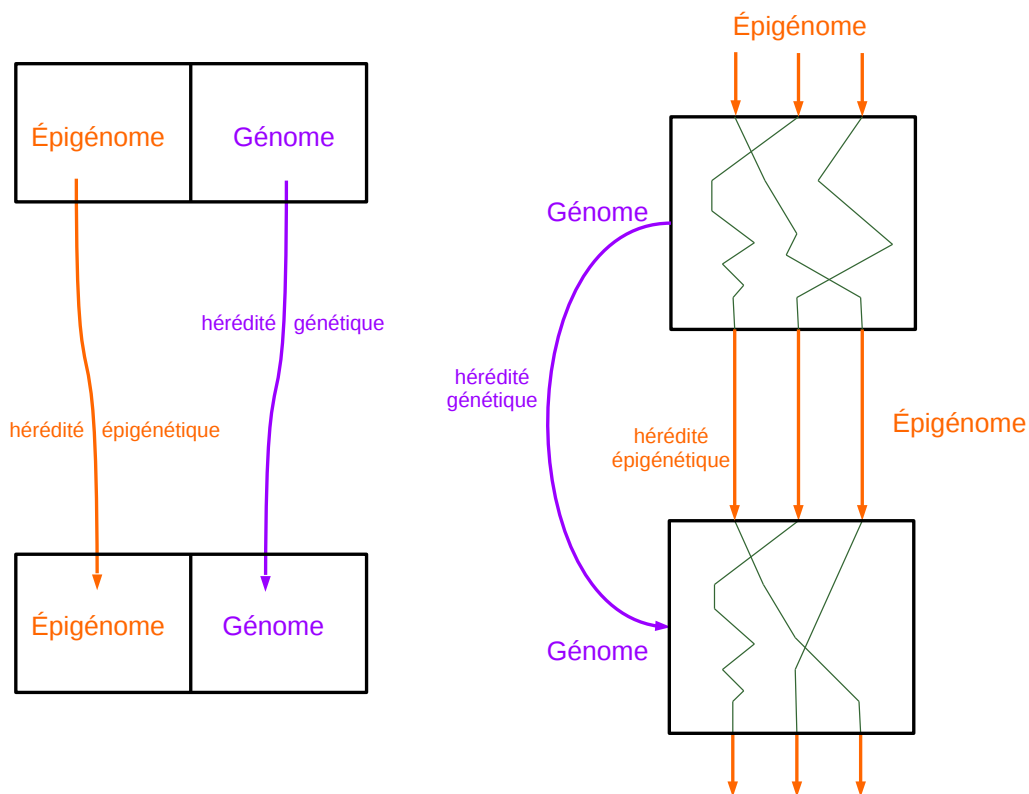 Épigénome
Génome
hérédité génétique
hérédité épigénétique
Épigénome
Génome
Épigénome
Génome
hérédité
génétique
hérédité
épigénétique
Épigénome
Génome